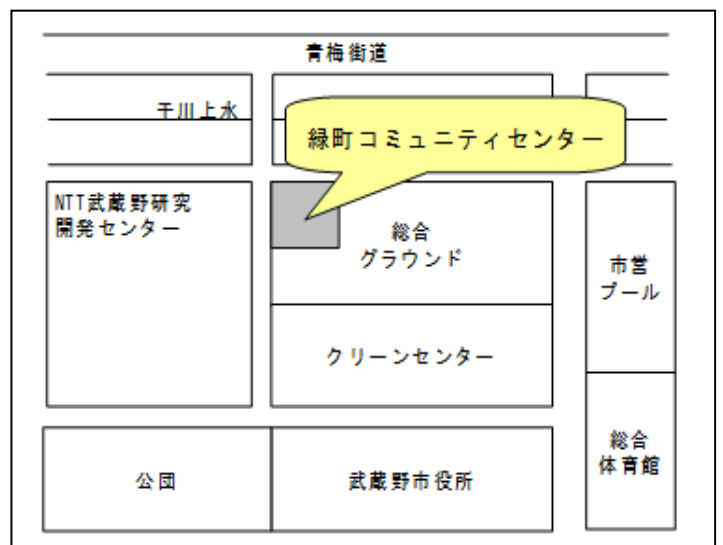 青梅街道
千川上水
緑町コミュニティセンター
NTT武蔵野研究
開発センター
総合
グラウンド
市営
プール
クリーンセンター
公団
武蔵野市役所
総合
体育館